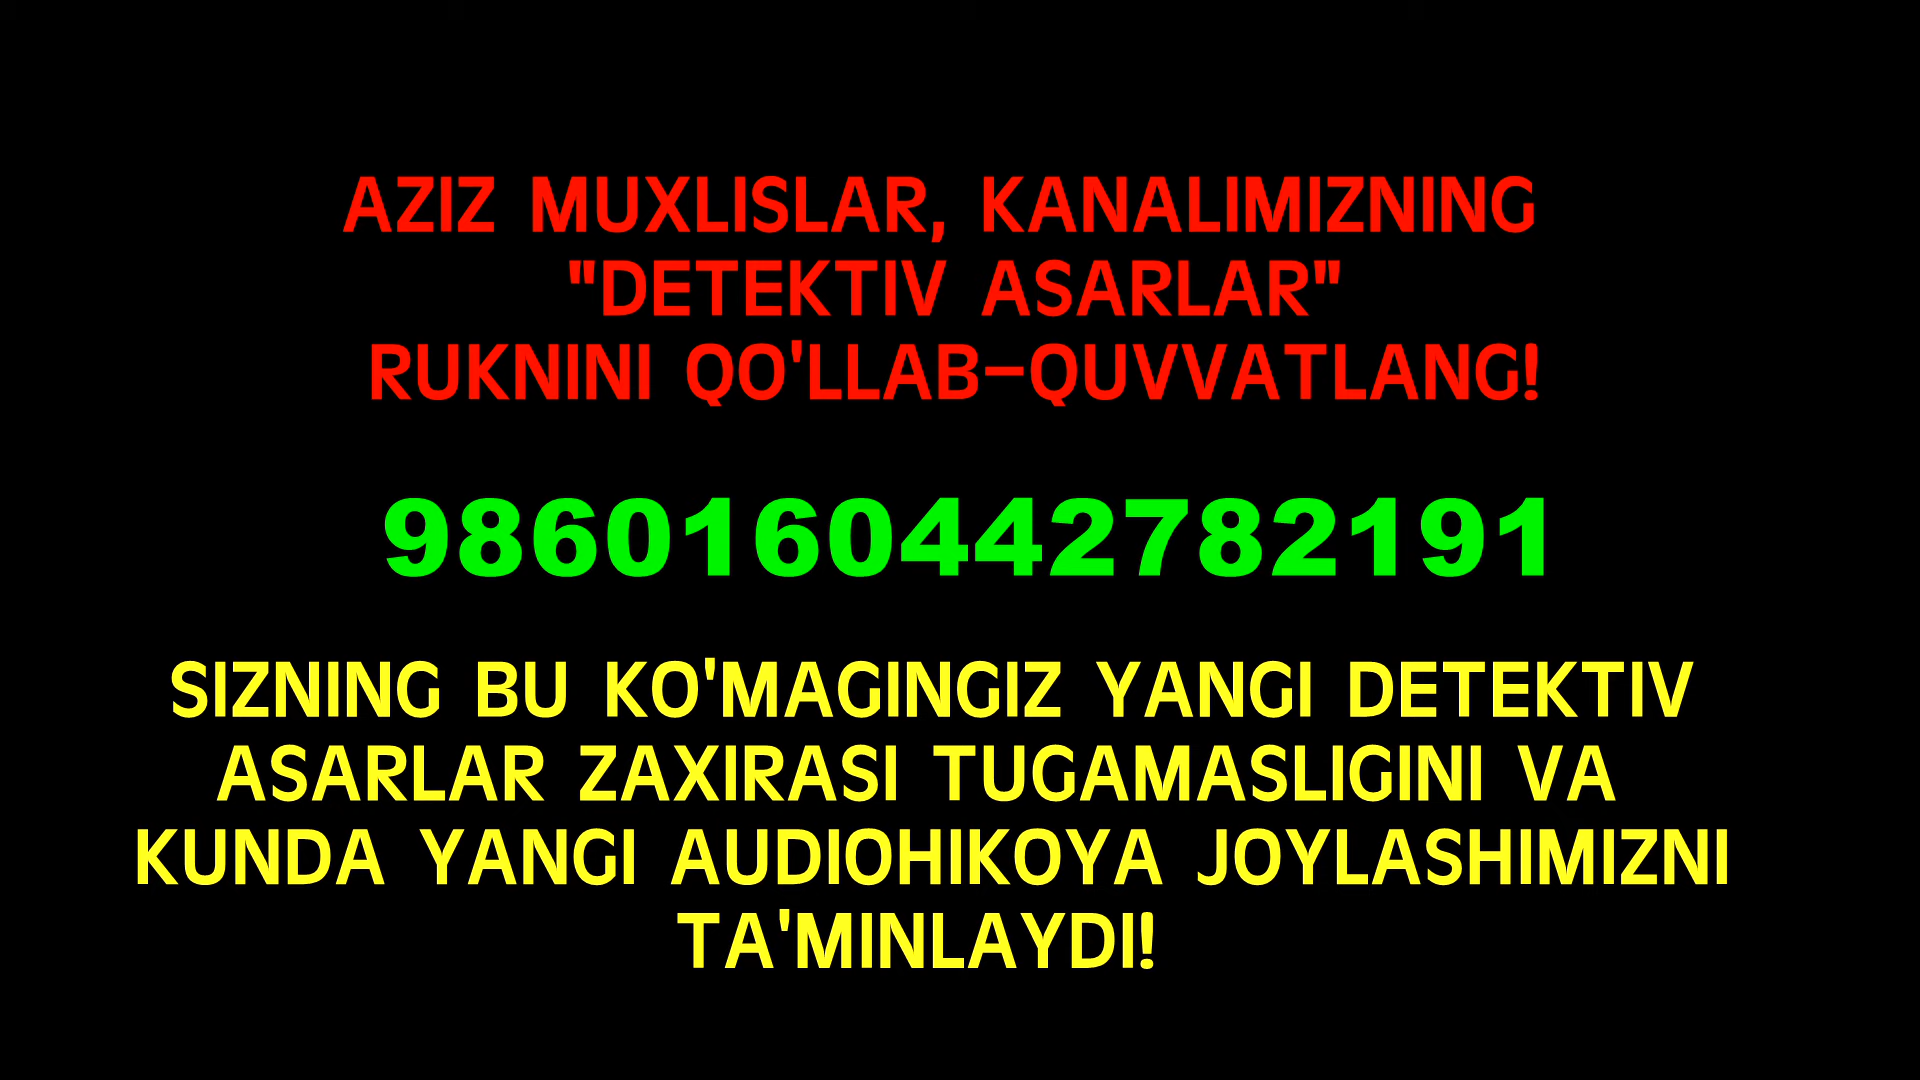 AZIZ MUXLISLAR, KANALIMIZNING
"DETEKTIV ASARLAR"
RUKNINI QO'LLAB-QUVVATLANG!
9860160442782191
SIZNING BU KO'MAGINGIZ YANGI DETEKTIV
ASARLAR ZAXIRASI TUGAMASLIGINI VA
KUNDA YANGI AUDIOHIKOYA JOYLASHIMIZNI
TA'MINLAYDI!